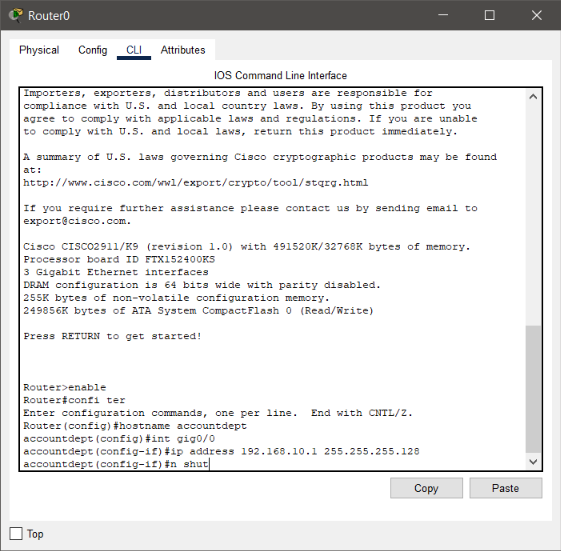 Router0
Physical Config CLI Attributes
IOS Command Line Interface
Importers, exporters, distributors and users are responsible for
compliance with U.S. and local country laws. By using this product you
agree to comply with applicable laws and regulations. If you are unable
to comply with U.S. and local laws, return this product immediately.
A summary of U.S. laws governing Cisco cryptographic products may be found
at:
http://www.cisco.com/wwl/export/crypto/tool/stqrg.html
If you require further assistance please contact us by sending email to
export@cisco.com.
Cisco CISCO2911/K9 (revision 1.0) with 491520K/32768K bytes of memory.
Processor board ID FTX152400KS
3 Gigabit Ethernet interfaces
DRAM configuration is 64 bits wide with parity disabled.
255K bytes of non-volatile configuration memory.
249856K bytes of ATA System CompactFlash 0 (Read/Write)
Press RETURN to get started!
Router>enable
Router#confi ter
Enter configuration commands, one per line.  End with CNTL/Z.
Router(config)#hostname accountdept
accountdept(config)#int gig0/0
accountdept(config-if)#ip address 192.168.10.1 255.255.255.128
accountdept(config-if)#n shut
Copy Paste
Top